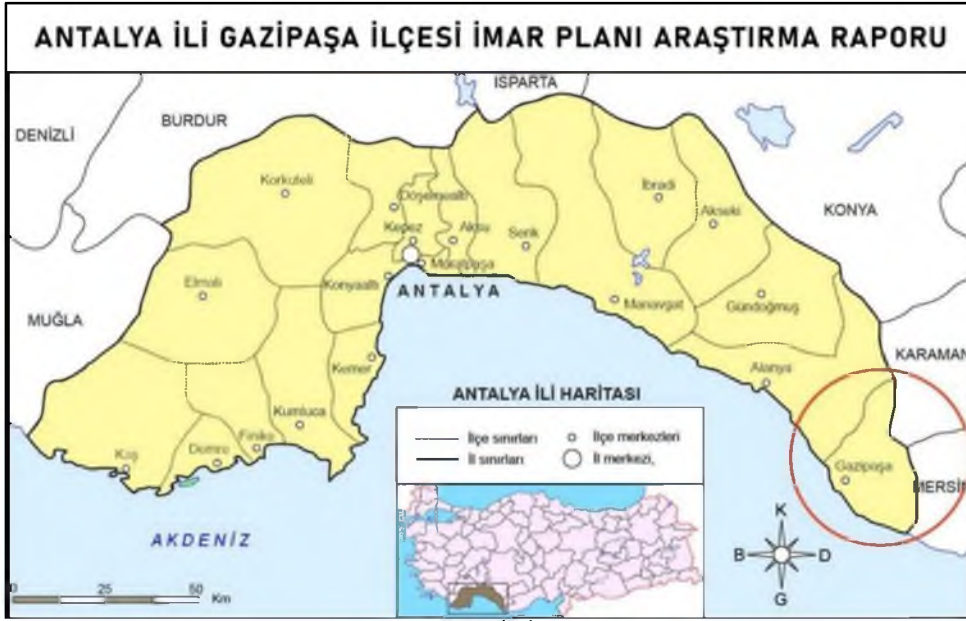 ANTALYA İLİ GAZİPAŞA İLÇESİ İMAR PLANI ARAŞTIRMA RAPORU
ISPARTA
BURDUR
DENİZLİ
Korkuteli
İbradi
Döşemealtı
KONYA
Akseki
Kepez
Aksu
Serik
Muratpaşa
Konyaaltı
ANTALYA
Elmalı
Manavgat
Gündoğmuş
MUĞLA
KARAMAN
Kemer
Alanya
ANTALYA İLİ HARİTASI
Kumluca
Finike
Demre
Kaş
İlçe sınırları
İlçe merkezleri
İl sınırları
İl merkezi,
Gazipaşa
MERSİN
K
B
D
G
AKDENİZ
0 25 50
Km